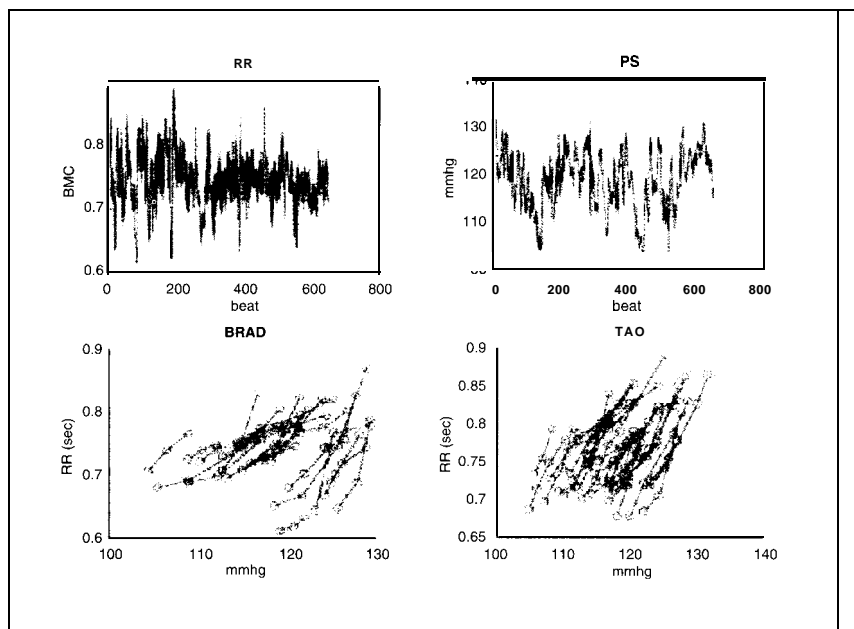 RR
BMC
0.8
0.7
0.6
0 200 400 600 800
beat
PS
mmhg
130
120
110
0 200 400 600 800
beat
BRAD
RR (sec)
0.9
0.8
0.7
0.6
100 110 120 130
mmhg
TAO
RR (sec)
0.9
0.85
0.8
0.75
0.7
0.65
100 110 120 130 140
mmhg